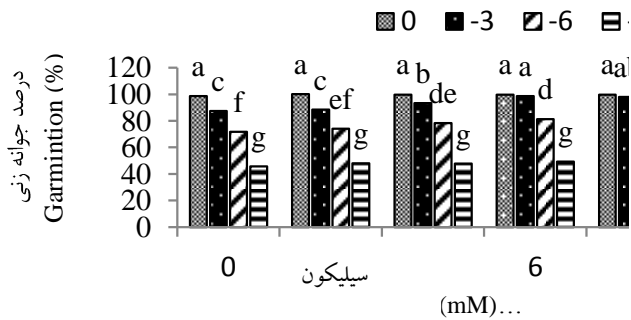 0 -3 -6 -
درصد جوانه زنی
Garmintion (%)
120
100
80
60
40
20
0
a c f g
a c ef g
a b de g
a a d g
a
0 سیلیکون 6
(mM)...